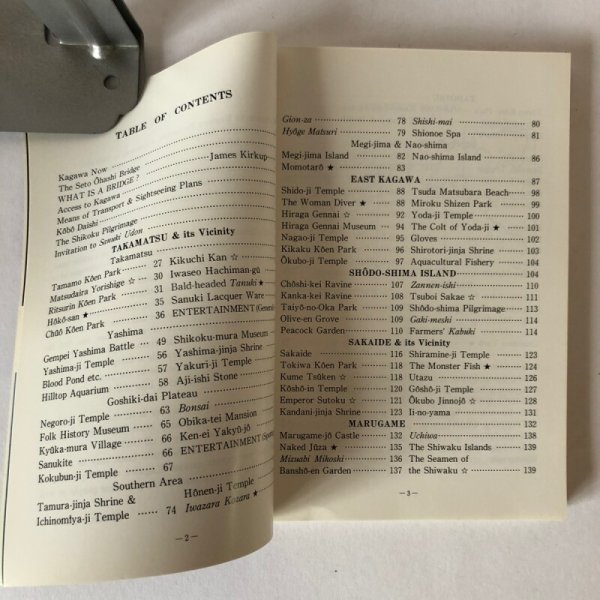 TABLE OF CONTENTS
Kagawa Now
The Seto Ōhashi Bridge
WHAT IS A BRIDGE? James Kirkup
Access to Kagawa
Means of Transport & Sightseeing Plans
Kōbō Daishi
The Shikoku Pilgrimage
Invitation to Sanuki Udon
TAKAMATSU & its Vicinity
Takamatsu
Tamamo Kōen Park 27 Kikuchi Kan ☆
Matsudaira Yorishige ☆ 30 Iwaseo Hachiman-gū
Ritsurin Kōen Park 31 Bald-headed Tanuki ★
Hōkō-san ★ 35 Sanuki Lacquer Ware
Chūō Kōen Park 36 ENTERTAINMENT
Yashima
Gempei Yashima Battle 49 Shikoku-mura Museum
Yashima-ji Temple 56 Yashima-jinja Shrine
Blood Pond etc. 57 Yakuri-ji Temple
Hilltop Aquarium 58 Aji-ishi Stone
Goshiki-dai Plateau
Negoro-ji Temple 63 Bonsai
Folk History Museum 65 Obika-tei Mansion
Kyūka-mura Village 66 Ken-ei Yakyū-jō
Sanukite 66 ENTERTAINMENT
Kokubun-ji Temple 67
Southern Area
Tamura-jinja Shrine & Hōnen-ji Temple
Ichinomiya-ji Temple 74 Iwazara Kozara ★
— 2 —
Gion-za 78 Shishi-mai 80
Hyōge Matsuri 79 Shionoe Spa 81
Megi-jima & Nao-shima
Megi-jima Island 82 Nao-shima Island 86
Momotarō ★ 83
EAST KAGAWA 87
Shido-ji Temple 88 Tsuda Matsubara Beach 98
The Woman Diver ★ 88 Miroku Shizen Park 98
Hiraga Gennai ☆ 92 Yoda-ji Temple 100
Hiraga Gennai Museum 94 The Colt of Yoda-ji ★ 101
Nagao-ji Temple 95 Gloves 102
Kikaku Kōen Park 96 Shirotori-jinja Shrine 104
Ōkubo-ji Temple 97 Aquacultural Fishery 104
SHŌDO-SHIMA ISLAND 104
Chōshi-kei Ravine 107 Zannen-ishi 110
Kanka-kei Ravine 108 Tsuboi Sakae ☆ 110
Taiyō-no-Oka Park 108 Shōdo-shima Pilgrimage 112
Olive-en Grove 109 Gaki-meshi 114
Peacock Garden 110 Farmers' Kabuki 114
SAKAIDE & its Vicinity
Sakaide 116 Shiramine-ji Temple 123
Tokiwa Kōen Park 118 The Monster Fish ★ 124
Kume Tsūken ☆ 118 Utazu 126
Kōshō-in Temple 120 Gōshō-ji Temple 127
Emperor Sutoku ☆ 121 Ōkubo Jinnojō ☆ 127
Kandani-jinja Shrine 123 Ii-no-yama 131
MARUGAME
Marugame-jō Castle 132 Uchiwa 138
Naked Jūza ★ 135 The Shiwaku Islands 139
Mizuabi Mikoshi 136 The Seamen of
Banshō-en Garden 137 the Shiwaku ☆ 139
— 3 —